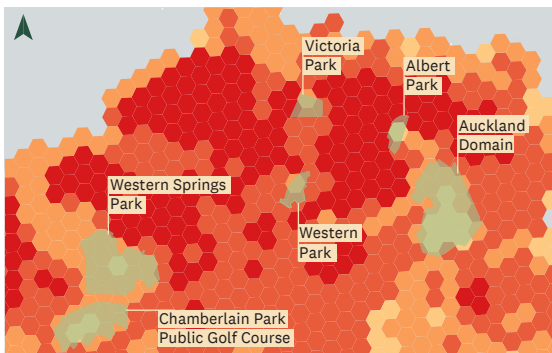 Victoria
Park
Albert
Park
Auckland
Domain
Western Springs
Park
Western
Park
Chamberlain Park
Public Golf Course